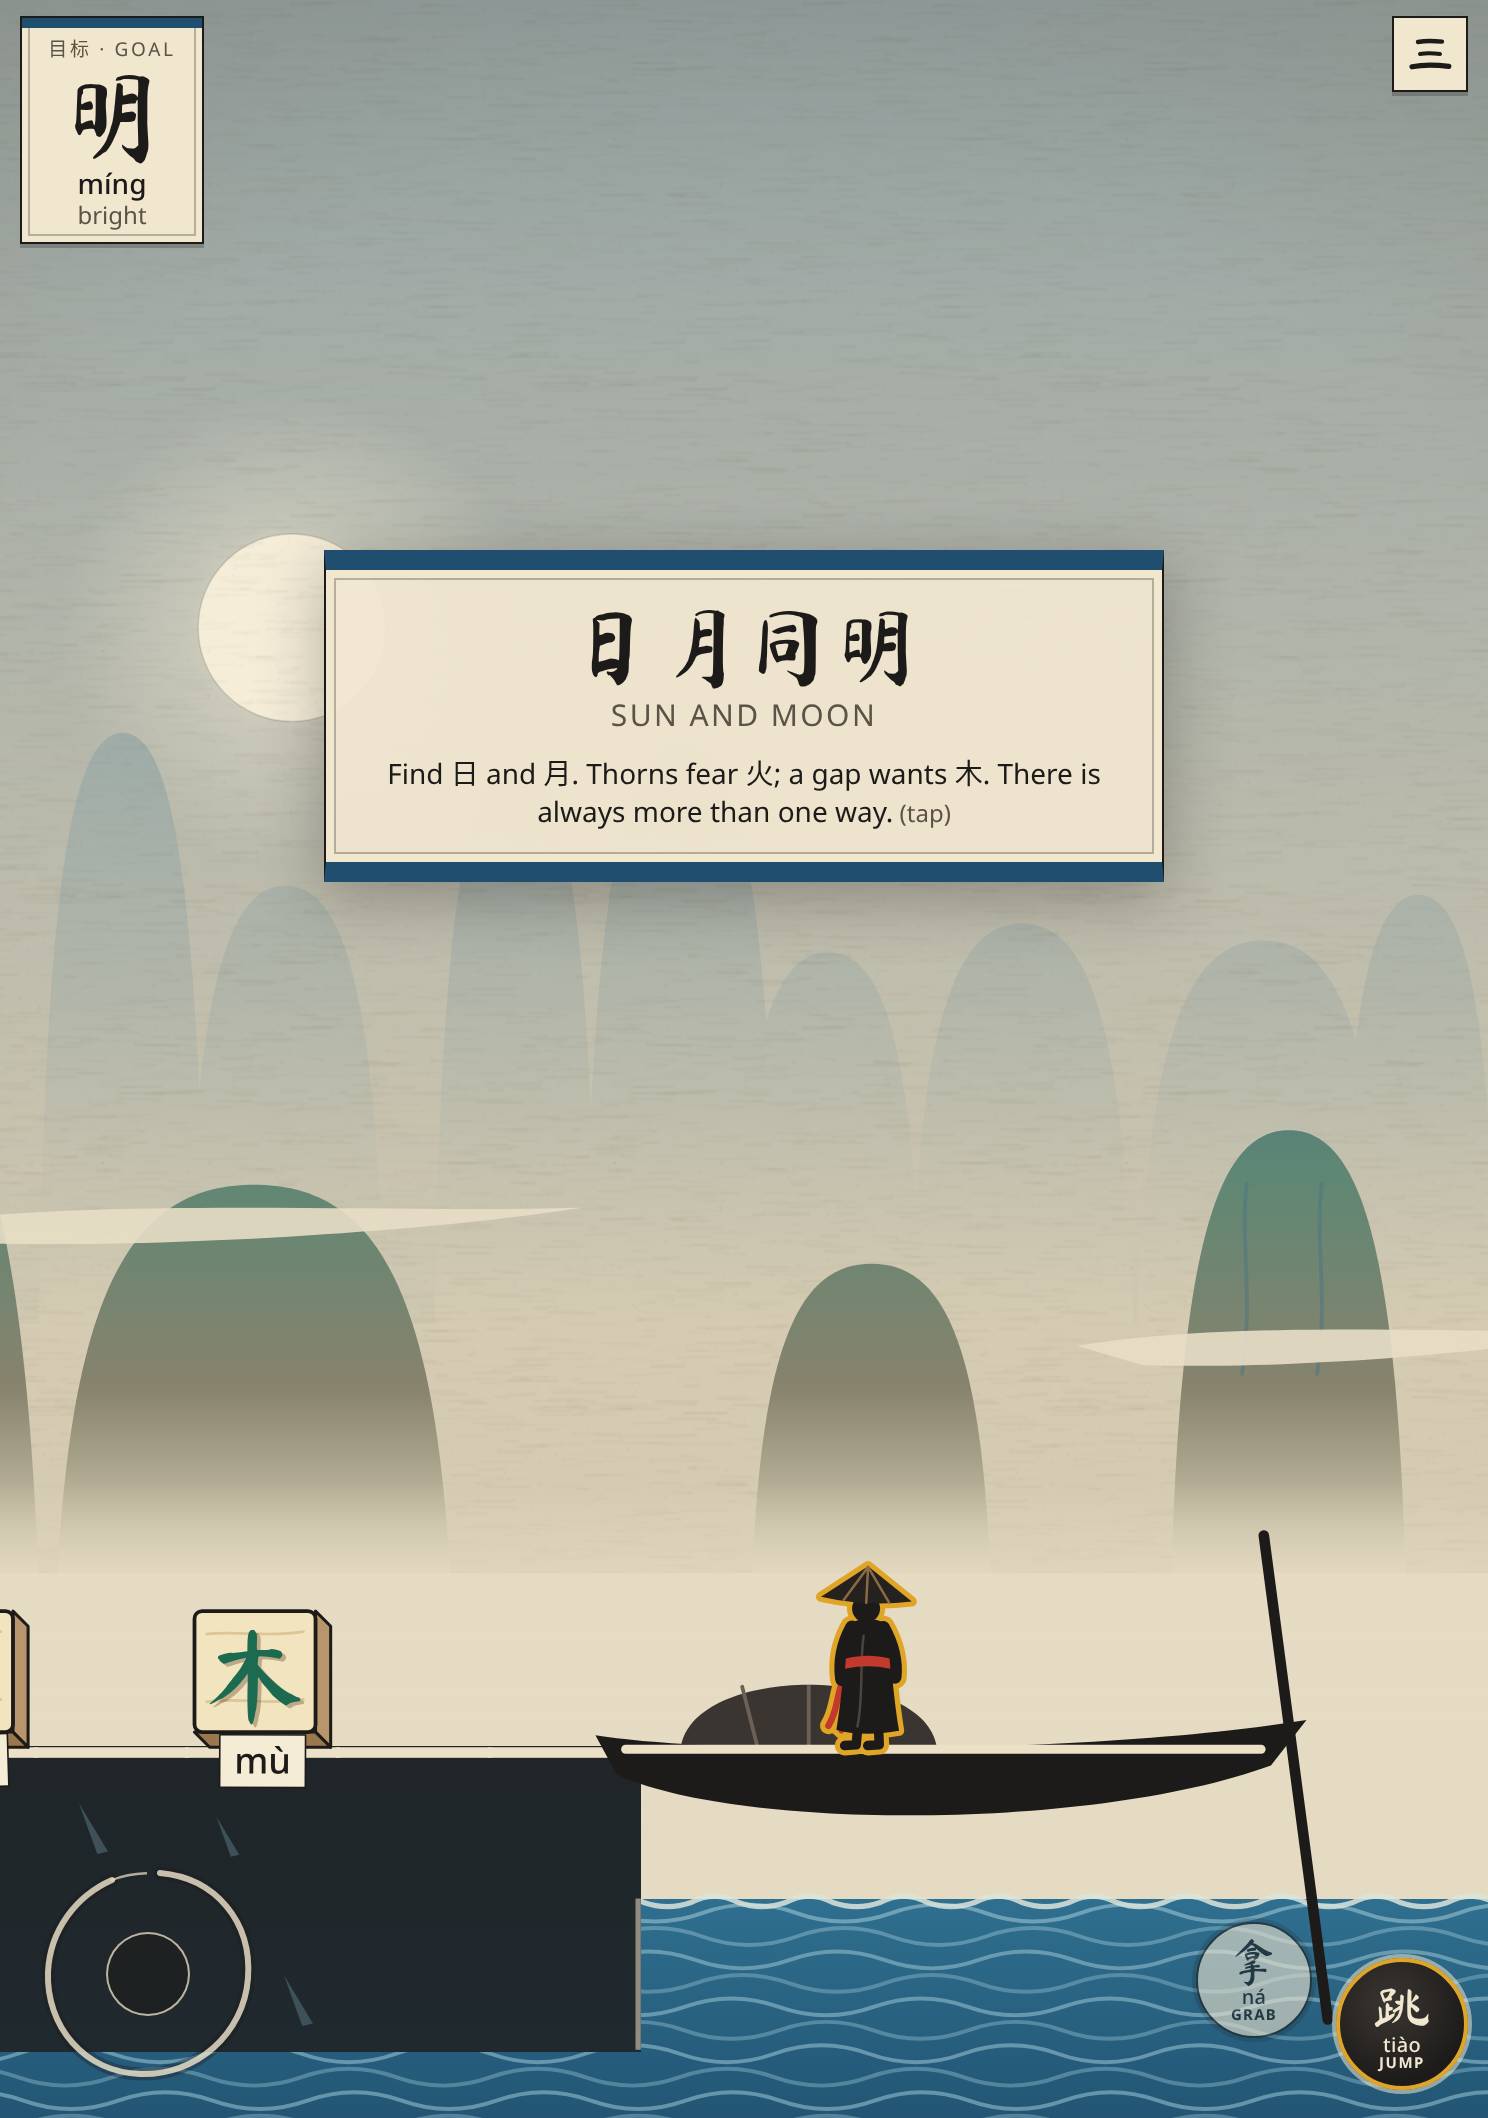 目标 · GOAL
明
míng
bright
三
日月同明
SUN AND MOON
Find 日 and 月. Thorns fear 火; a gap wants 木. There is
always more than one way. (tap)
木
mù
拿
ná
GRAB
跳
tiào
JUMP